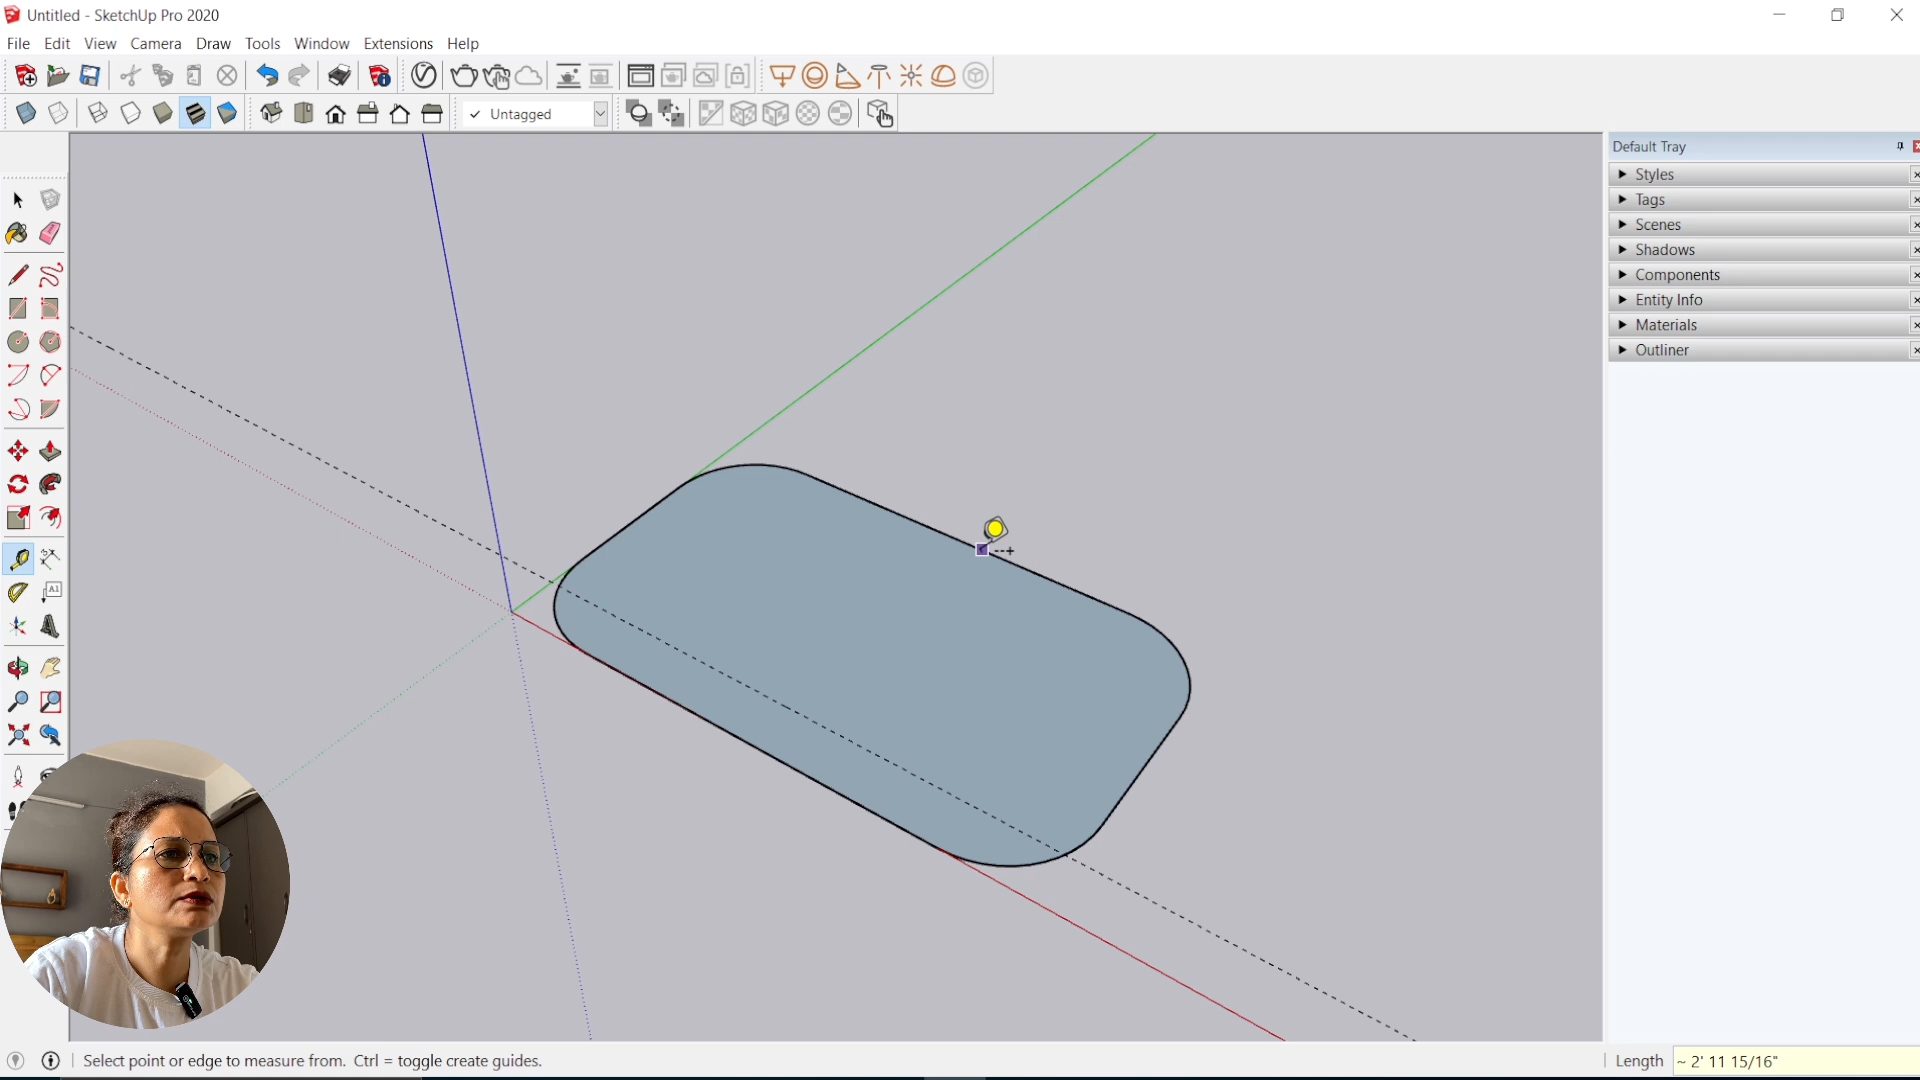 Untitled - SketchUp Pro 2020
File Edit View Camera Draw Tools Window Extensions Help
✓ Untagged
Default Tray
Styles
Tags
Scenes
Shadows
Components
Entity Info
Materials
Outliner
A1
Select point or edge to measure from. Ctrl = toggle create guides.
Length ~ 2' 11 15/16"